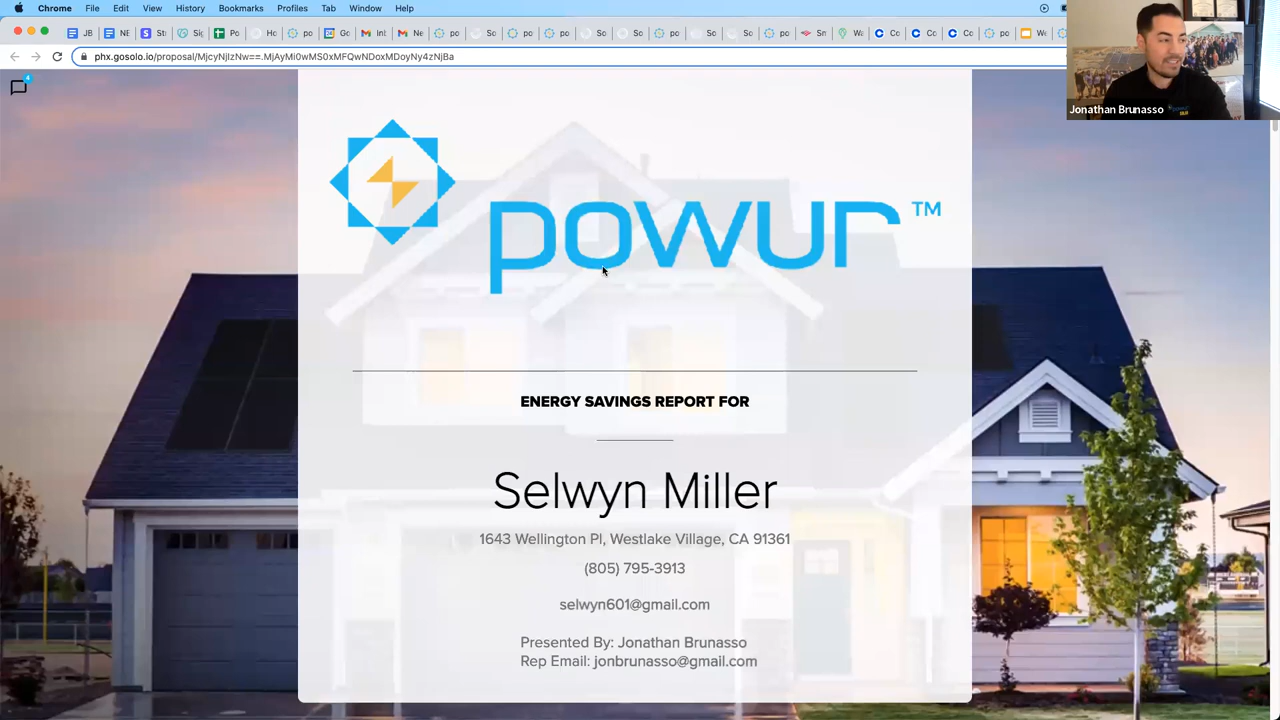 Chrome File Edit View History Bookmarks Profiles Tab Window Help
phx.gosolo.io/proposal/MjcyNjIzNw==.MjAyMi0wMS0xMFQwNDoxMDoyNy4zNjBa
Jonathan Brunasso
powur™
ENERGY SAVINGS REPORT FOR
Selwyn Miller
1643 Wellington Pl, Westlake Village, CA 91361
(805) 795-3913
selwyn601@gmail.com
Presented By: Jonathan Brunasso
Rep Email: jonbrunasso@gmail.com